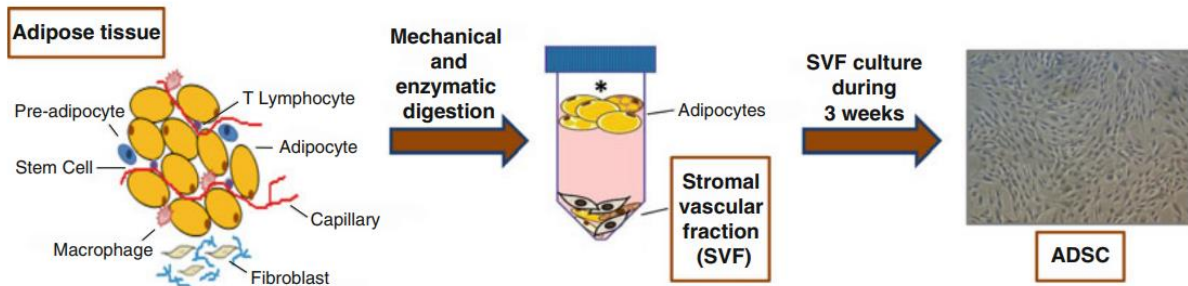 Adipose tissue
Pre-adipocyte
Stem Cell
Macrophage
T Lymphocyte
Adipocyte
Capillary
Fibroblast
Mechanical
and
enzymatic
digestion
*
Adipocytes
Stromal
vascular
fraction
(SVF)
SVF culture
during
3 weeks
ADSC